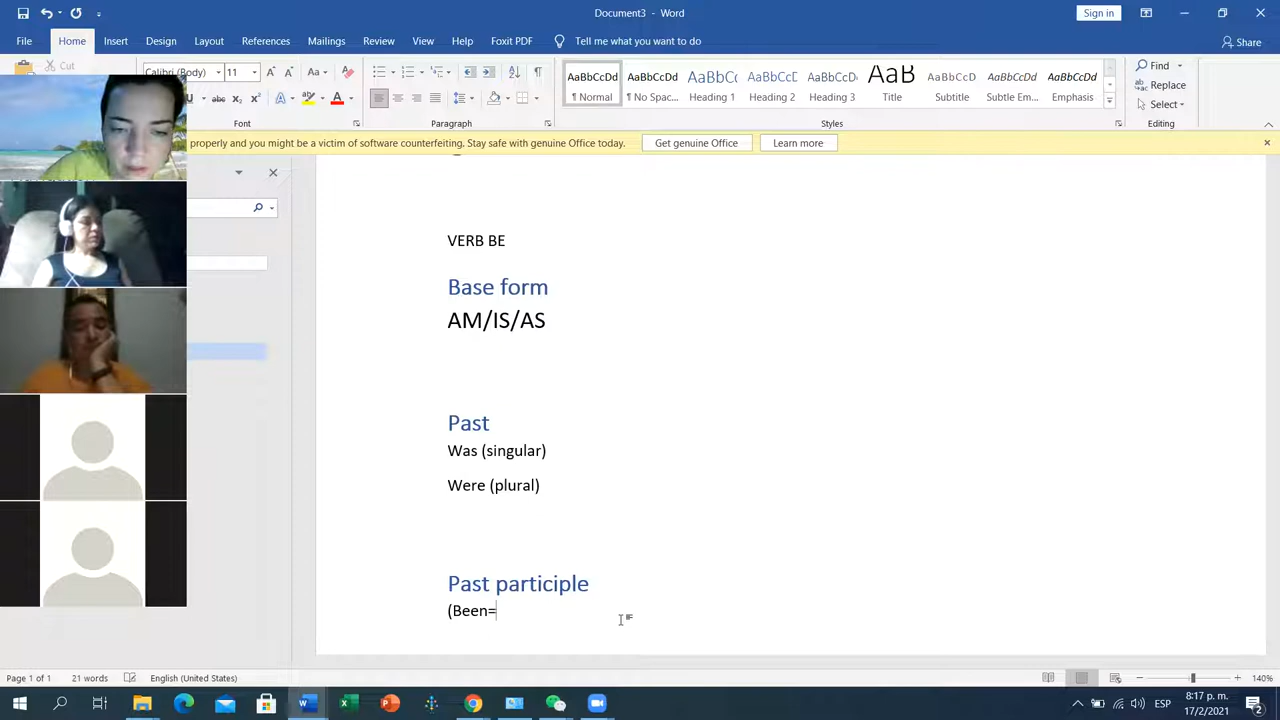 Document3 - Word
Sign in
File Home Insert Draw Design Layout References Mailings Review View Help Foxit PDF Tell me what you want to do Share
Cut
Calibri (Body) 11
AaBbCcDd AaBbCcDd AaBbCc AaBbCcD AaBbCcD AaB AaBbCcD AaBbCcDd AaBbCcDd
¶ Normal ¶ No Spac... Heading 1 Heading 2 Heading 3 Title Subtitle Subtle Em... Emphasis
Find
Replace
Select
Font Paragraph Styles Editing
properly and you might be a victim of software counterfeiting. Stay safe with genuine Office today. Get genuine Office Learn more
VERB BE
Base form
AM/IS/AS
Past
Was (singular)
Were (plural)
Past participle
(Been=
Page 1 of 1 21 words English (United States) 140%
ESP 8:17 p. m. 17/2/2021